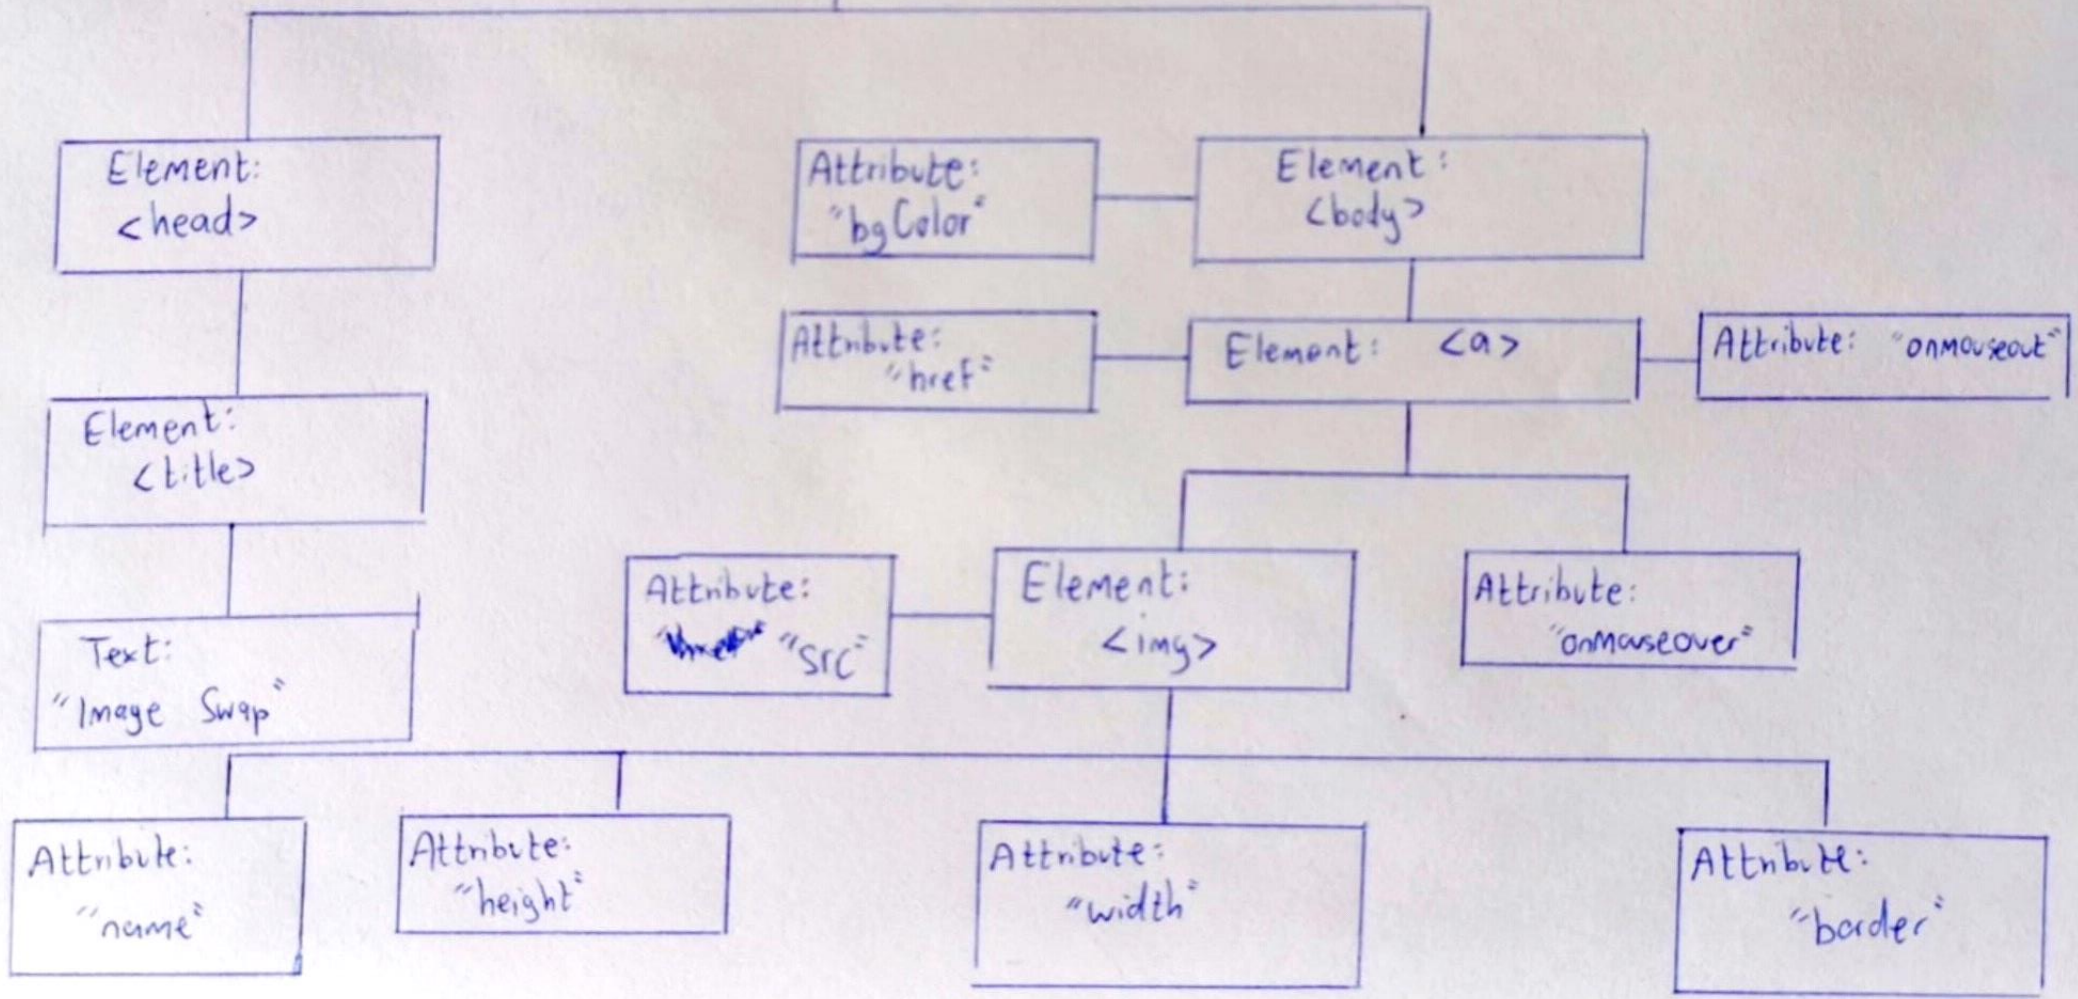 Element:
<head>
Attribute:
"bgColor"
Element:
<body>
Attribute:
"href"
Element: <a>
Attribute: "onmouseout"
Element:
<title>
Text:
"Image Swap"
Attribute:
"src"
Element:
<img>
Attribute:
"onmouseover"
Attribute:
"name"
Attribute:
"height"
Attribute:
"width"
Attribute:
"border"